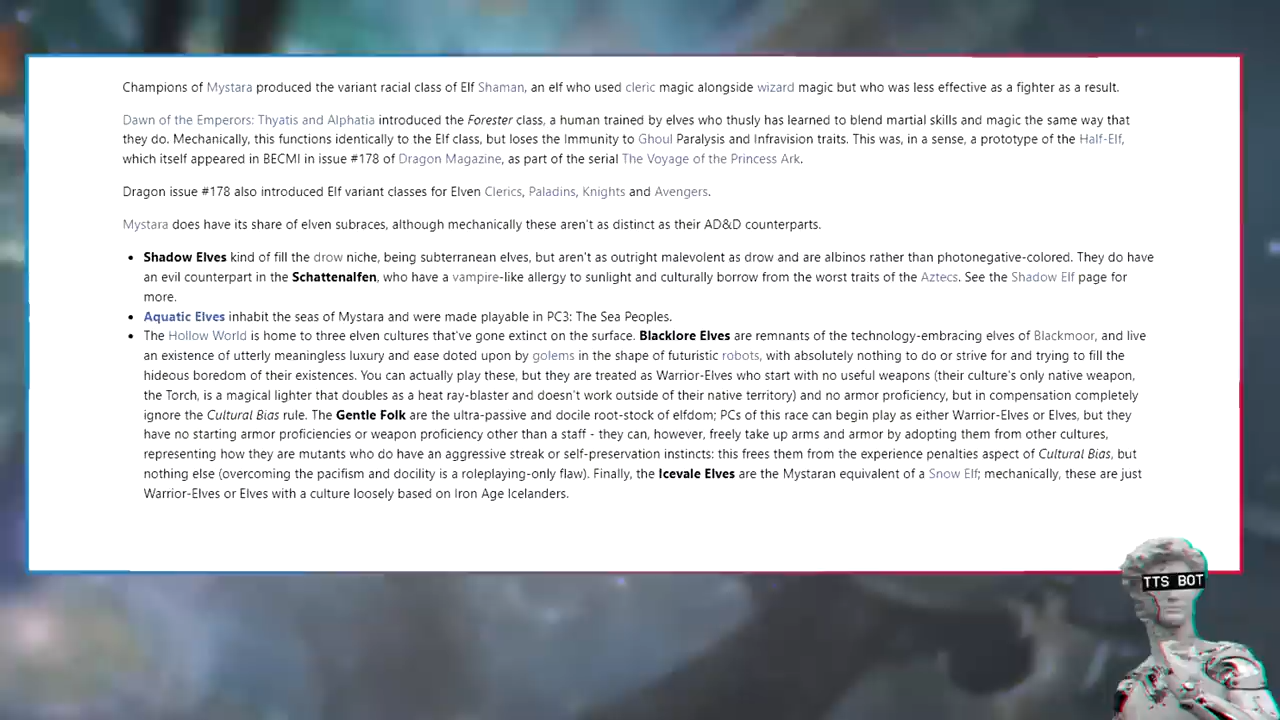 Champions of Mystara produced the variant racial class of Elf Shaman, an elf who used cleric magic alongside wizard magic but who was less effective as a fighter as a result.
Dawn of the Emperors: Thyatis and Alphatia introduced the Forester class, a human trained by elves who thusly has learned to blend martial skills and magic the same way that
they do. Mechanically, this functions identically to the Elf class, but loses the Immunity to Ghoul Paralysis and Infravision traits. This was, in a sense, a prototype of the Half-Elf,
which itself appeared in BECMI in issue #178 of Dragon Magazine, as part of the serial The Voyage of the Princess Ark.
Dragon issue #178 also introduced Elf variant classes for Elven Clerics, Paladins, Knights and Avengers.
Mystara does have its share of elven subraces, although mechanically these aren't as distinct as their AD&D counterparts.
• Shadow Elves kind of fill the drow niche, being subterranean elves, but aren't as outright malevolent as drow and are albinos rather than photonegative-colored. They do have
an evil counterpart in the Schattenalfen, who have a vampire-like allergy to sunlight and culturally borrow from the worst traits of the Aztecs. See the Shadow Elf page for
more.
• Aquatic Elves inhabit the seas of Mystara and were made playable in PC3: The Sea Peoples.
• The Hollow World is home to three elven cultures that've gone extinct on the surface. Blacklore Elves are remnants of the technology-embracing elves of Blackmoor, and live
an existence of utterly meaningless luxury and ease doted upon by golems in the shape of futuristic robots, with absolutely nothing to do or strive for and trying to fill the
hideous boredom of their existences. You can actually play these, but they are treated as Warrior-Elves who start with no useful weapons (their culture's only native weapon,
the Torch, is a magical lighter that doubles as a heat ray-blaster and doesn't work outside of their native territory) and no armor proficiency, but in compensation completely
ignore the Cultural Bias rule. The Gentle Folk are the ultra-passive and docile root-stock of elfdom; PCs of this race can begin play as either Warrior-Elves or Elves, but they
have no starting armor proficiencies or weapon proficiency other than a staff - they can, however, freely take up arms and armor by adopting them from other cultures,
representing how they are mutants who do have an aggressive streak or self-preservation instincts: this frees them from the experience penalties aspect of Cultural Bias, but
nothing else (overcoming the pacifism and docility is a roleplaying-only flaw). Finally, the Icevale Elves are the Mystaran equivalent of a Snow Elf; mechanically, these are just
Warrior-Elves or Elves with a culture loosely based on Iron Age Icelanders.
TTS BOT